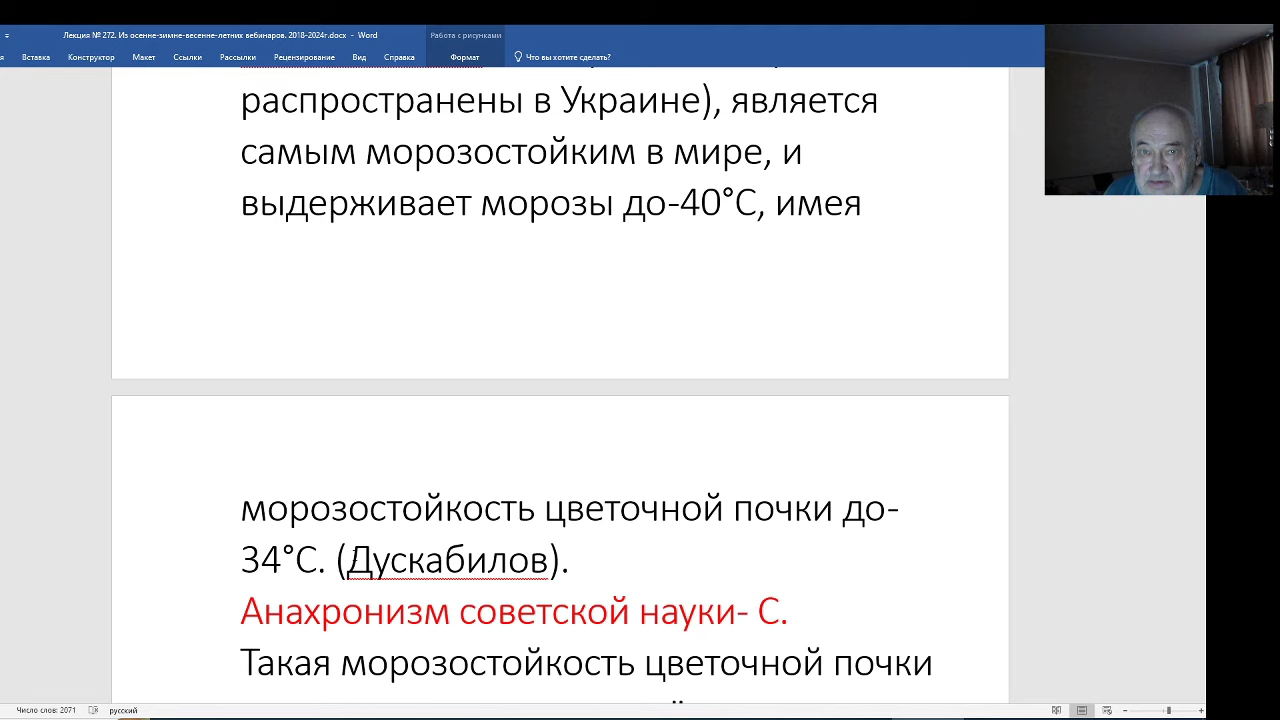 Лекция № 272. Из осенне-зимне-весенне-летних вебинаров. 2018-2024г.docx - Word
Работа с рисунками
я Вставка Конструктор Макет Ссылки Рассылки Рецензирование Вид Справка Формат Что вы хотите сделать?
распространены в Украине), является
самым морозостойким в мире, и
выдерживает морозы до-40°С, имея
морозостойкость цветочной почки до-
34°С. (Дускабилов).
Анахронизм советской науки- С.
Такая морозостойкость цветочной почки
Число слов: 2071 русский